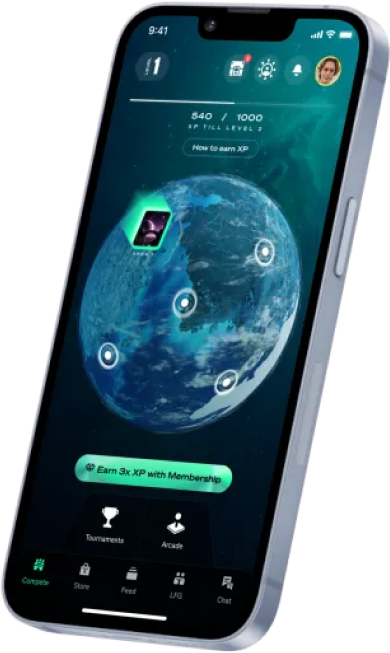 9:41
LEVEL 1
540 / 1000
XP TILL LEVEL 2
How to earn XP
Earn 3x XP with Membership
Tournaments
Arcade
Compete
Store
Feed
LFG
Chat